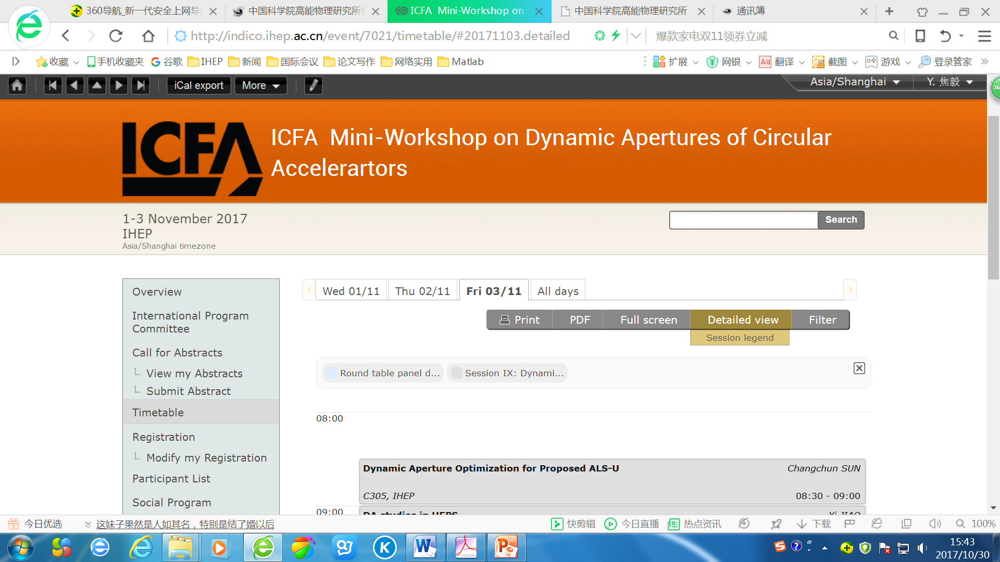 360导航_新一代安全上网导
中国科学院高能物理研究所
ICFA Mini-Workshop on
中国科学院高能物理研究所
通讯簿
http://indico.ihep.ac.cn/event/7021/timetable/#20171103.detailed
爆款家电双11领券立减
收藏
手机收藏夹
谷歌
IHEP
新闻
国际会议
论文写作
网络实用
Matlab
扩展
网银
翻译
截图
游戏
登录管家
iCal export
More
Asia/Shanghai
Y. 焦毅
36
ICFA
ICFA Mini-Workshop on Dynamic Apertures of Circular
Accelerartors
1-3 November 2017
IHEP
Asia/Shanghai timezone
Search
Overview
International Program
Committee
Call for Abstracts
View my Abstracts
Submit Abstract
Timetable
Registration
Modify my Registration
Participant List
Social Program
Wed 01/11
Thu 02/11
Fri 03/11
All days
Print
PDF
Full screen
Detailed view
Filter
Session legend
Round table panel d...
Session IX: Dynami...
08:00
Dynamic Aperture Optimization for Proposed ALS-U
Changchun SUN
C305, IHEP
08:30 - 09:00
09:00
DA studies in HEPS
Yi JIAO
今日优选
这妹子果然是人如其名，特别是结了婚以后
快剪辑
今日直播
热点资讯
下载
100%
15:43
2017/10/30